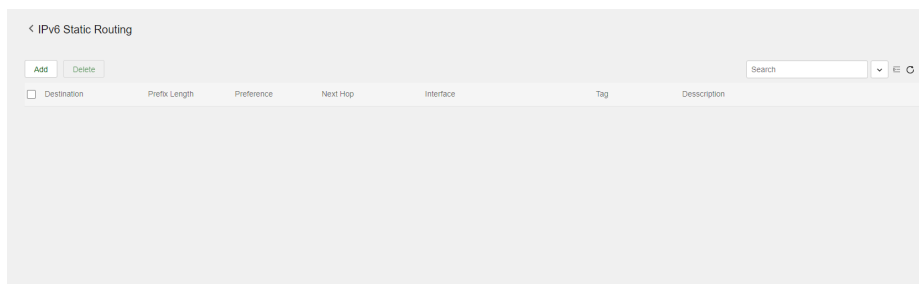 IPv6 Static Routing
Add Delete Search
Destination Prefix Length Preference Next Hop Interface Tag Desscription